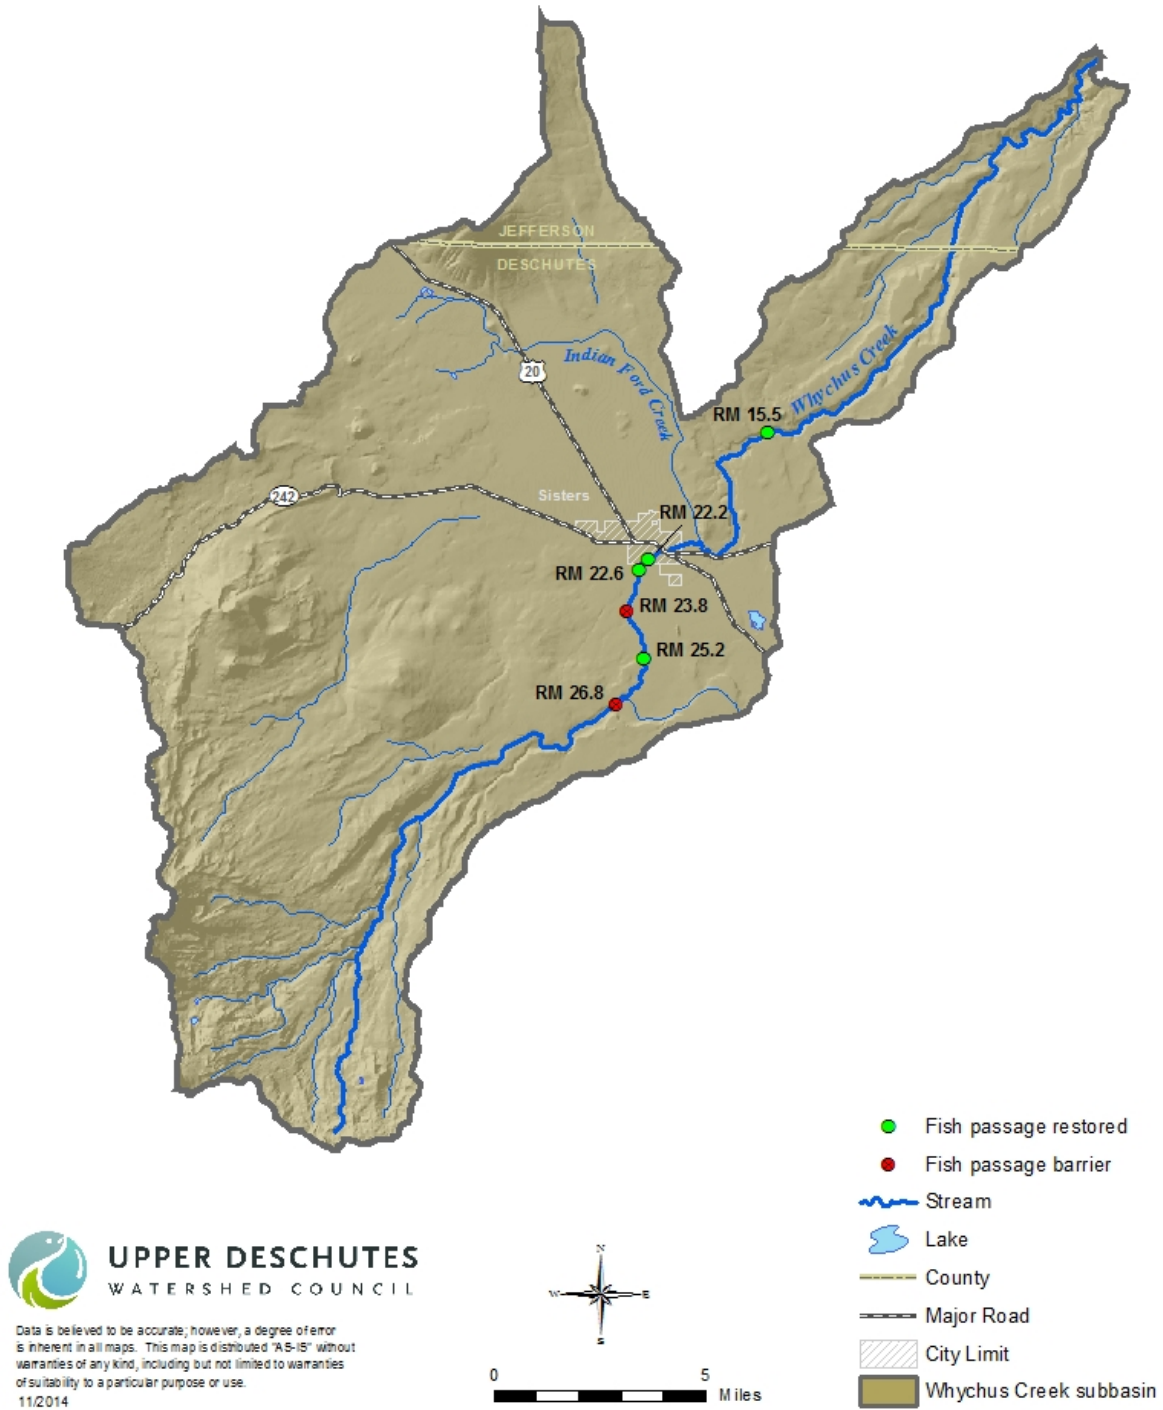 JEFFERSON
DESCHUTES
20
Indian Ford Creek
Whychus Creek
RM 15.5
242
Sisters
RM 22.2
RM 22.6
RM 23.8
RM 25.2
RM 26.8
Fish passage restored
Fish passage barrier
Stream
Lake
County
Major Road
City Limit
Whychus Creek subbasin
UPPER DESCHUTES
WATERSHED COUNCIL
Data is believed to be accurate; however, a degree of error
is inherent in all maps. This map is distributed "AS-IS" without
warranties of any kind, including but not limited to warranties
of suitability to a particular purpose or use.
11/2014
N
W
E
S
0
5
Miles